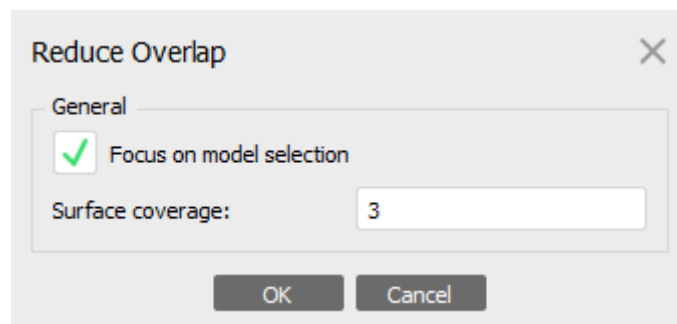 Reduce Overlap
General
Focus on model selection
Surface coverage: 3
OK Cancel